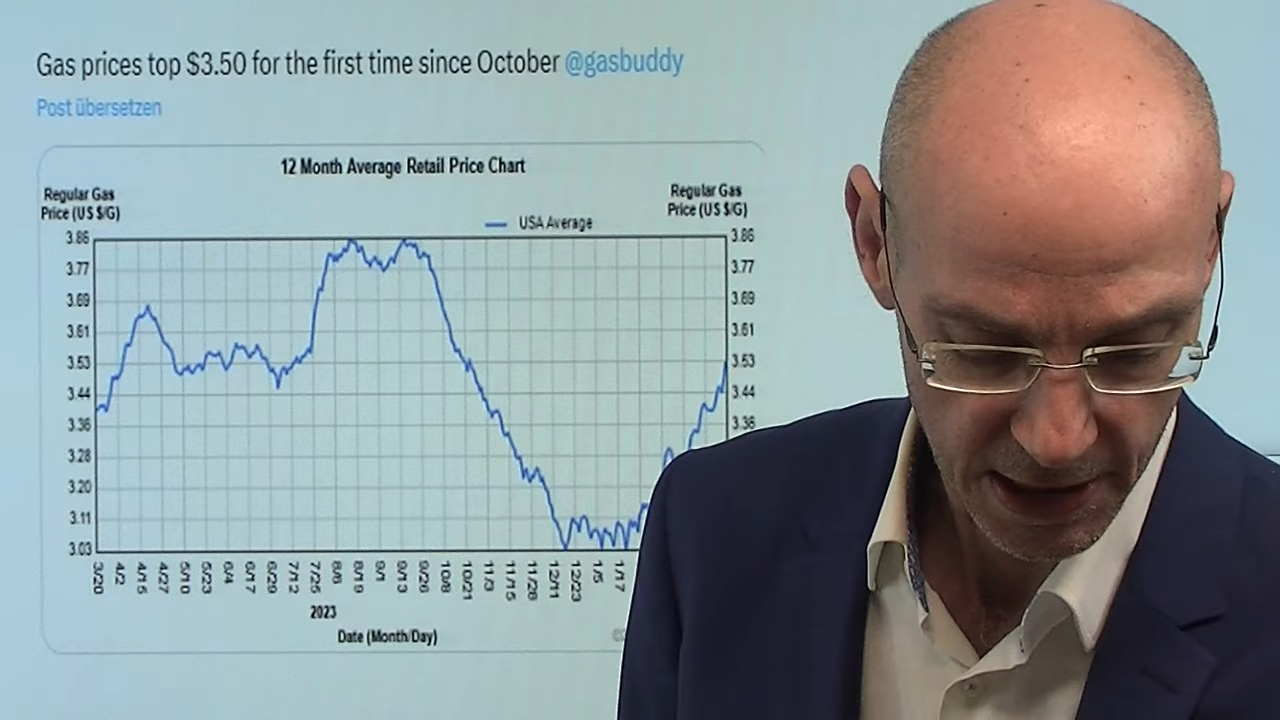 Gas prices top $3.50 for the first time since October @gasbuddy
Post übersetzen
12 Month Average Retail Price Chart
Regular Gas
Price (US $/G)
Regular Gas
Price (US $/G)
USA Average
3.86
3.86
3.77
3.77
3.69
3.69
3.61
3.61
3.53
3.53
3.44
3.44
3.36
3.36
3.28
3.20
3.11
3.03
3/20 4/2 4/15 4/27 5/10 5/23 6/4 6/17 6/29 7/12 7/25 8/6 8/19 9/1 9/13 9/26 10/8 10/21 11/3 11/15 11/28 12/11 12/23 1/5 1/17
2023
Date (Month/Day)